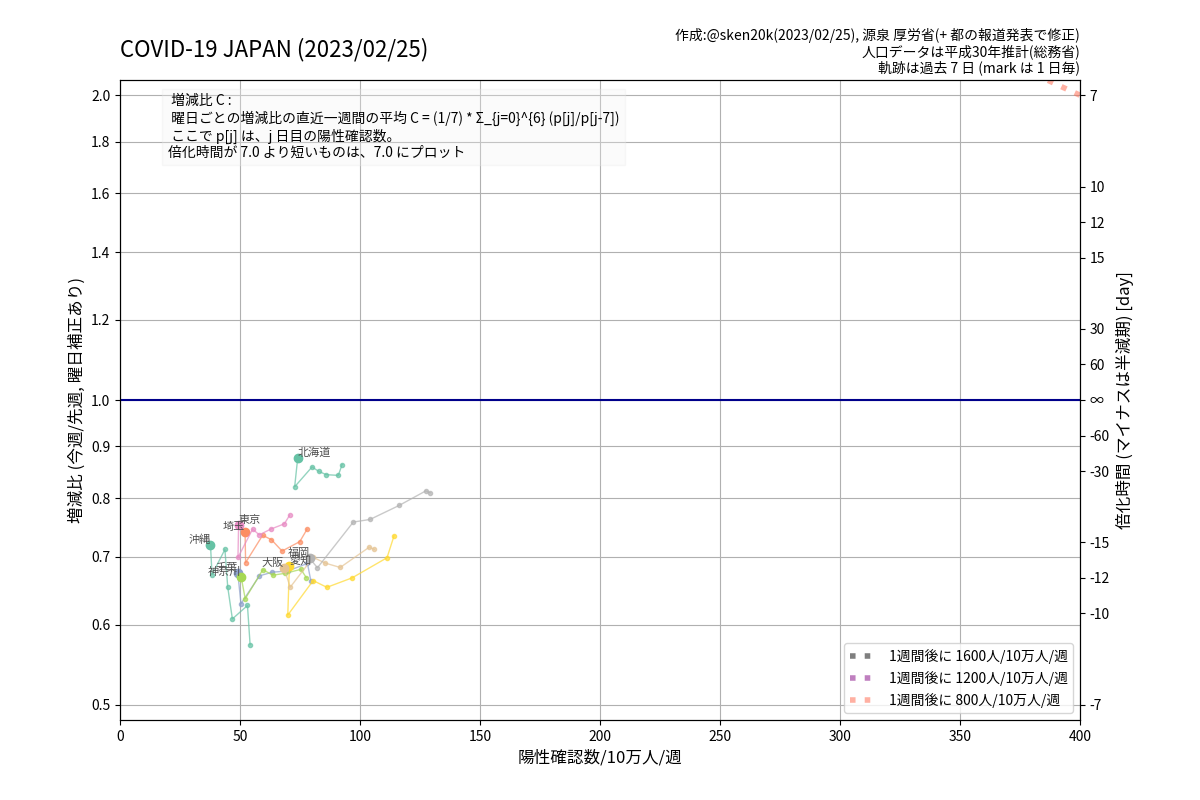 COVID-19 JAPAN (2023/02/25)
作成:@sken20k(2023/02/25), 源泉 厚労省(+ 都の報道発表で修正)
人口データは平成30年推計(総務省)
軌跡は過去 7 日 (mark は 1 日毎)
増減比 C :
曜日ごとの増減比の直近一週間の平均 C = (1/7) * Σ_{j=0}^{6} (p[j]/p[j-7])
ここで p[j] は、j 日目の陽性確認数。
倍化時間が 7.0 より短いものは、7.0 にプロット
増減比 (今週/先週, 曜日補正あり)
2.0
1.8
1.6
1.4
1.2
1.0
0.9
0.8
0.7
0.6
0.5
7
10
12
15
30
60
∞
-60
-30
-15
-12
-10
-7
倍化時間 (マイナスは半減期) [day]
北海道
東京
埼玉
沖縄
福岡
愛知
大阪
千葉
神奈川
1週間後に 1600人/10万人/週
1週間後に 1200人/10万人/週
1週間後に 800人/10万人/週
0 50 100 150 200 250 300 350 400
陽性確認数/10万人/週